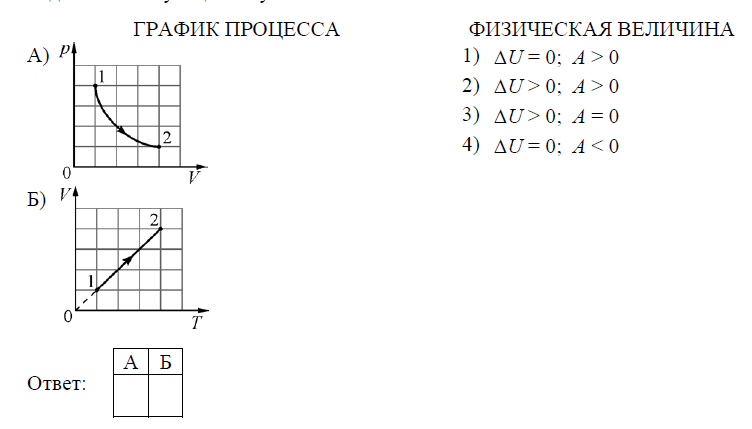 ГРАФИК ПРОЦЕССА
ФИЗИЧЕСКАЯ ВЕЛИЧИНА
А) p
1
2
0 V
1) ΔU = 0; A > 0
2) ΔU > 0; A > 0
3) ΔU > 0; A = 0
4) ΔU = 0; A < 0
Б) V
2
1
0 T
А Б
Ответ: